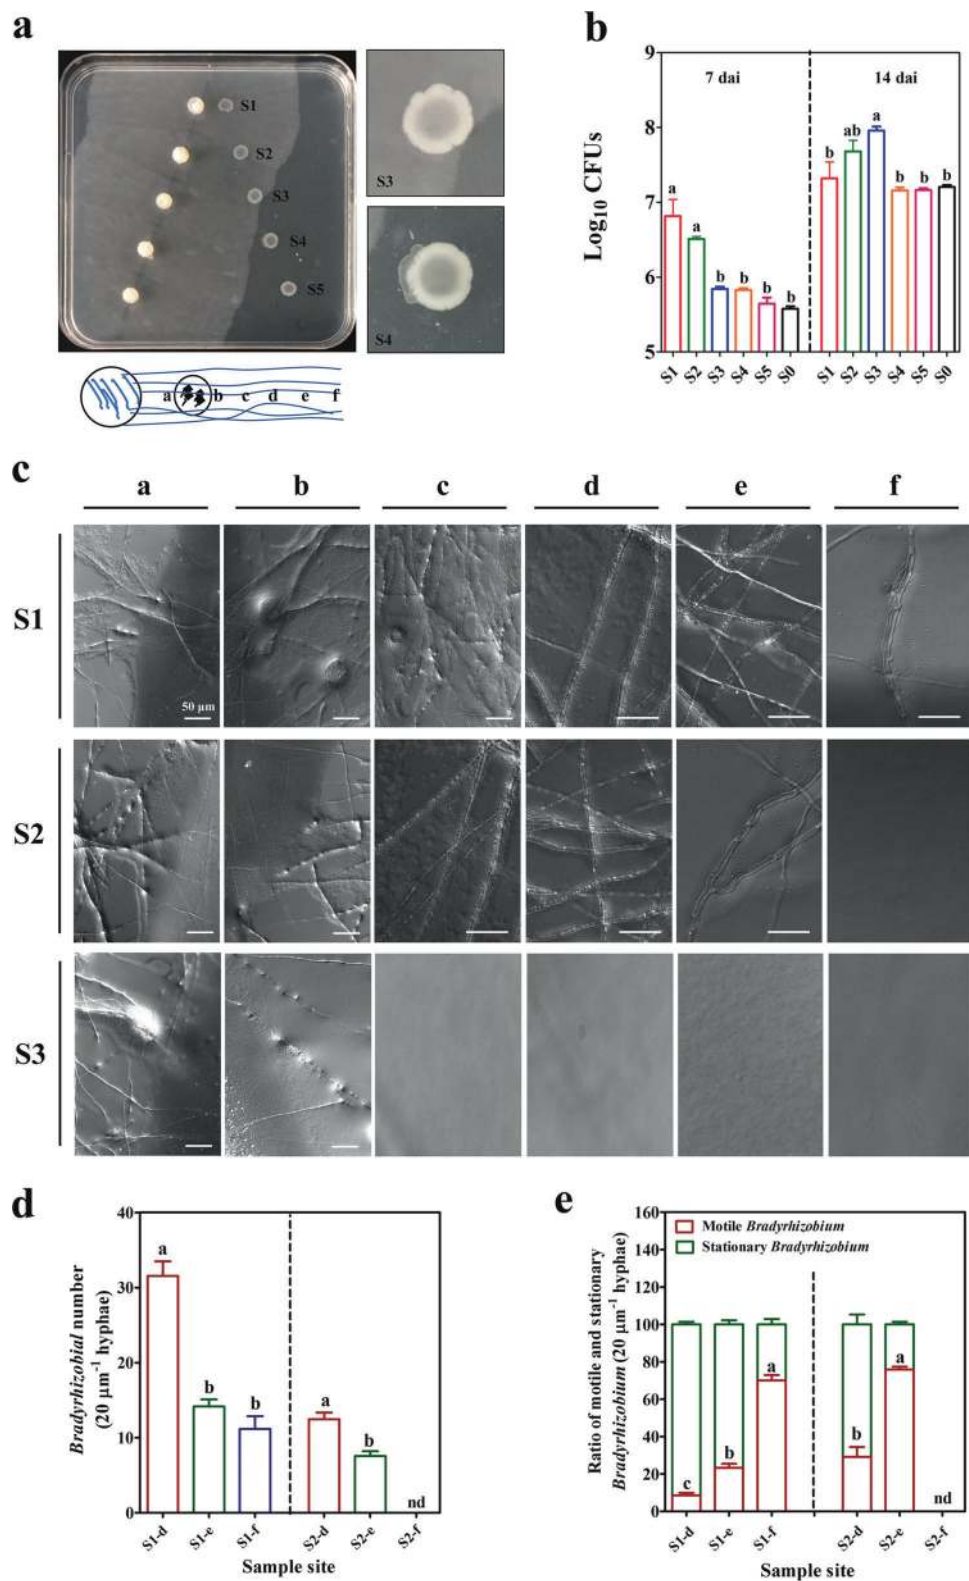 a
S1
S2
S3
S4
S5
S3
S4
a b c d e f
b
Log10 CFUs
9
8
7
6
5
7 dai
14 dai
a
a
b
b
b
b
b
ab
a
b
b
b
S1
S2
S3
S4
S5
S0
S1
S2
S3
S4
S5
S0
c
a b c d e f
S1
50 µm
S2
S3
d
Bradyrhizobial number
(20 µm⁻¹ hyphae)
40
30
20
10
0
a
b
b
a
b
nd
S1-d
S1-e
S1-f
S2-d
S2-e
S2-f
Sample site
e
Ratio of motile and stationary
Bradyrhizobium (20 µm⁻¹ hyphae)
160
140
120
100
80
60
40
20
0
Motile Bradyrhizobium
Stationary Bradyrhizobium
c
b
a
b
a
nd
S1-d
S1-e
S1-f
S2-d
S2-e
S2-f
Sample site